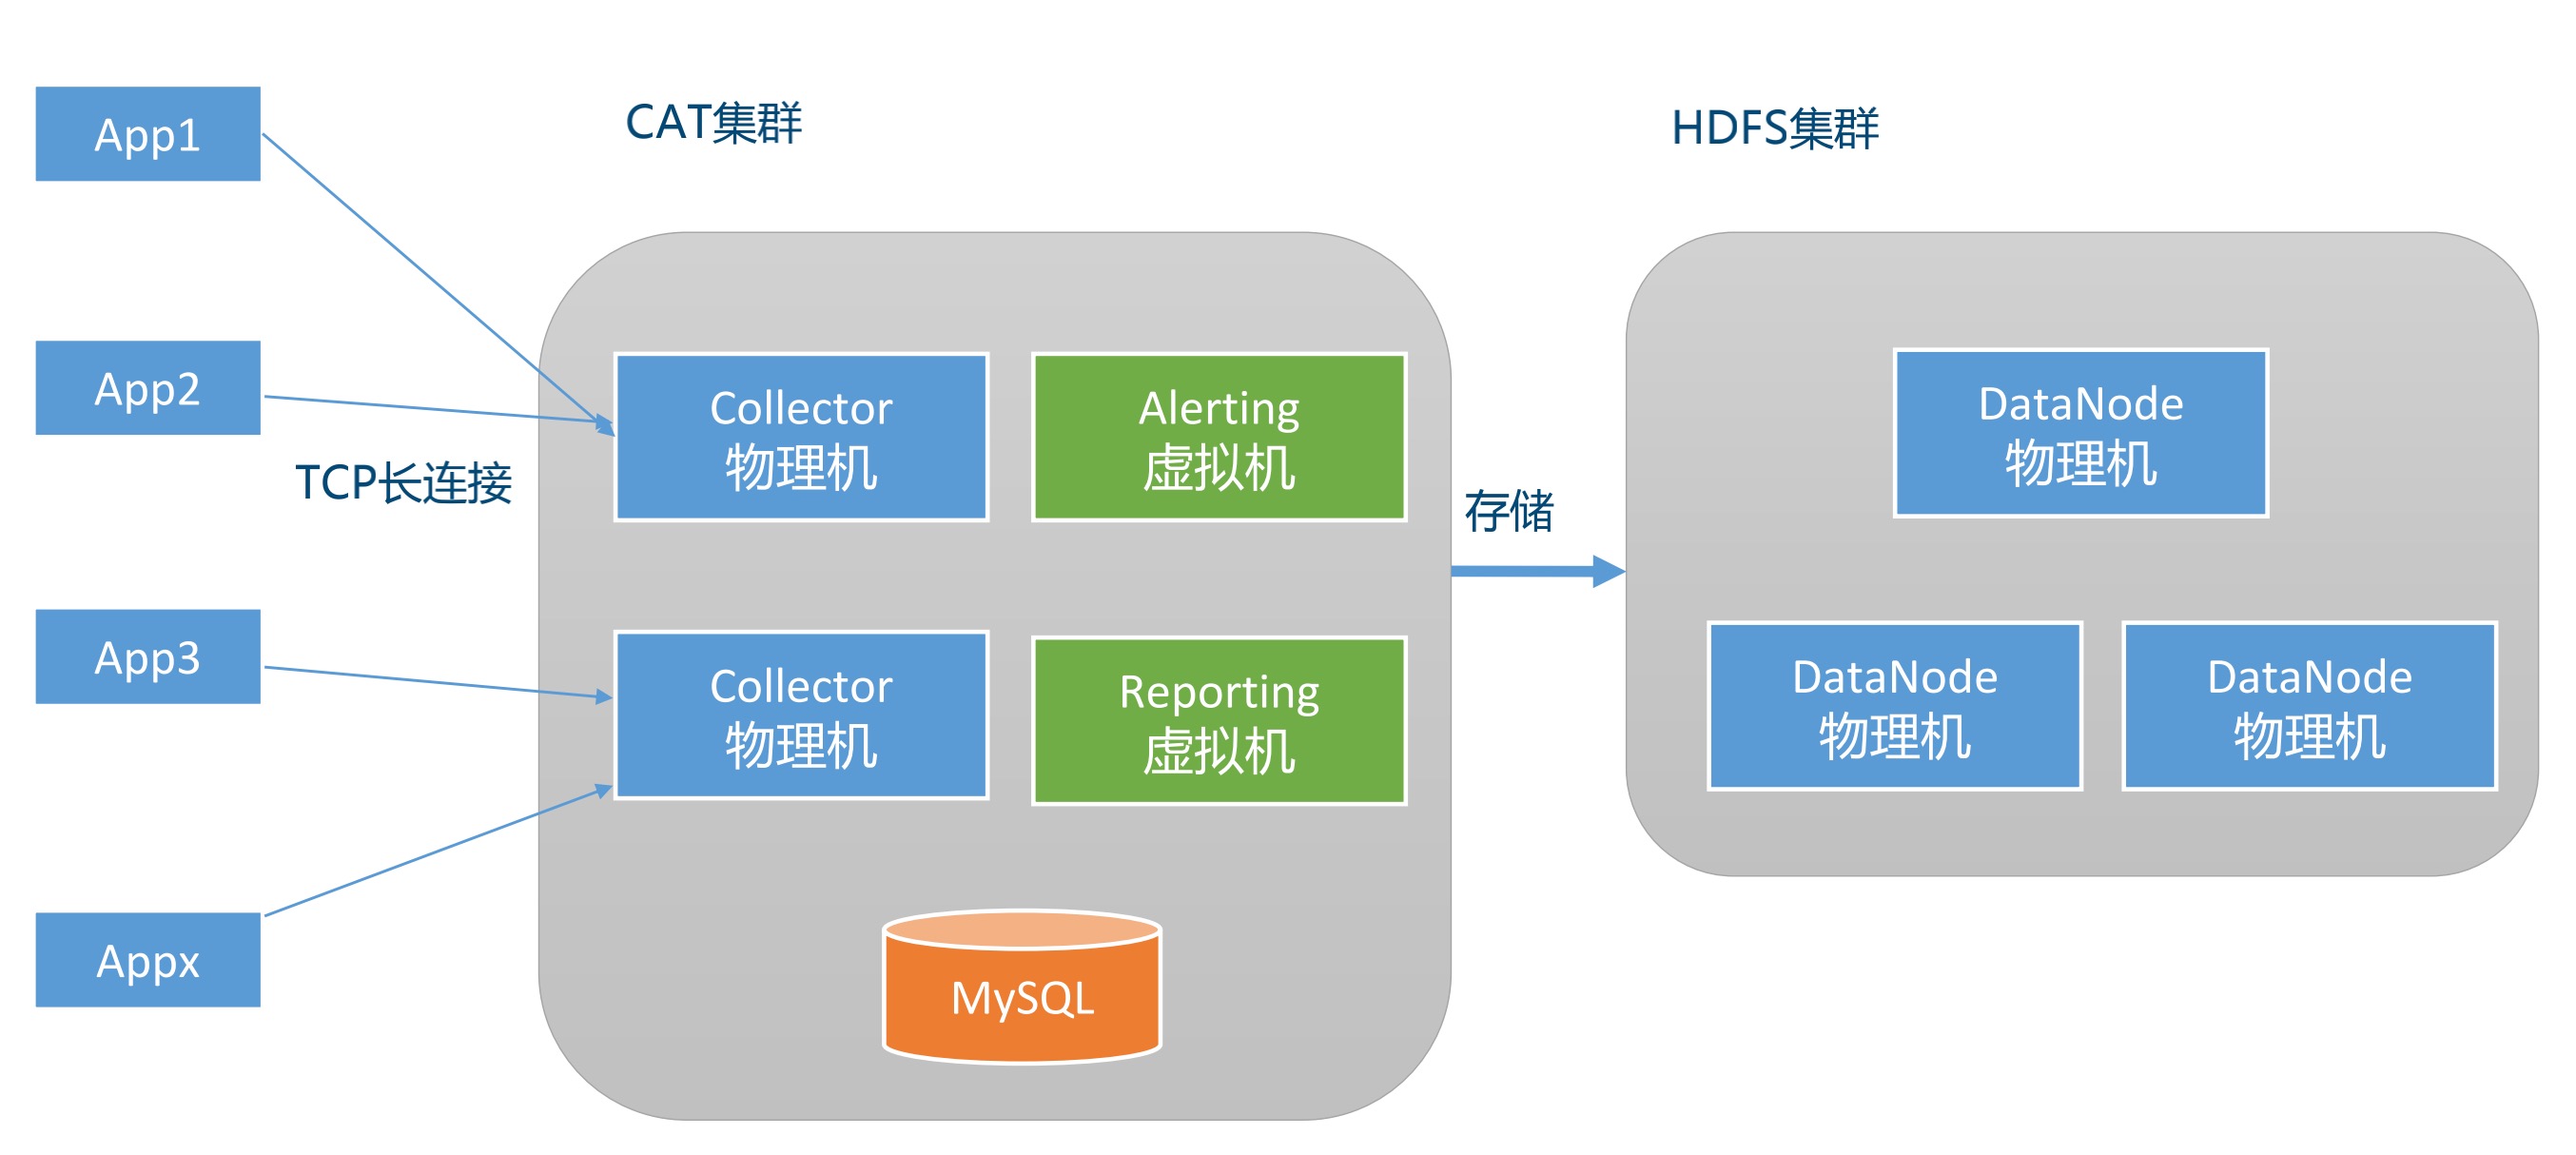 App1
App2
App3
Appx
TCP长连接
CAT集群
Collector
物理机
Alerting
虚拟机
Collector
物理机
Reporting
虚拟机
MySQL
存储
HDFS集群
DataNode
物理机
DataNode
物理机
DataNode
物理机